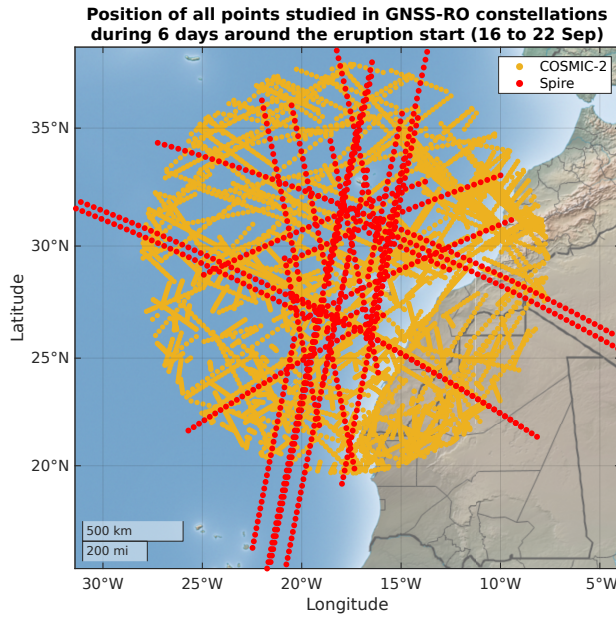 Position of all points studied in GNSS-RO constellations
during 6 days around the eruption start (16 to 22 Sep)
COSMIC-2
Spire
35°N
30°N
25°N
20°N
Latitude
500 km
200 mi
30°W
25°W
20°W
15°W
10°W
5°W
Longitude